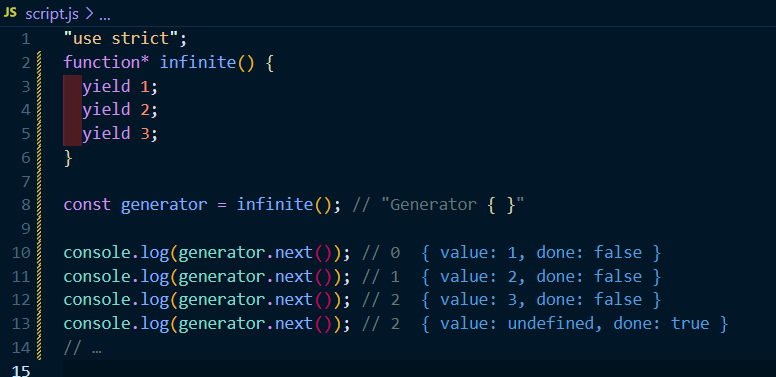 JS script.js > ...
1 "use strict";
2 function* infinite() {
3 yield 1;
4 yield 2;
5 yield 3;
6 }
7
8 const generator = infinite(); // "Generator { }"
9
10 console.log(generator.next()); // 0 { value: 1, done: false }
11 console.log(generator.next()); // 1 { value: 2, done: false }
12 console.log(generator.next()); // 2 { value: 3, done: false }
13 console.log(generator.next()); // 2 { value: undefined, done: true }
14 // …
15